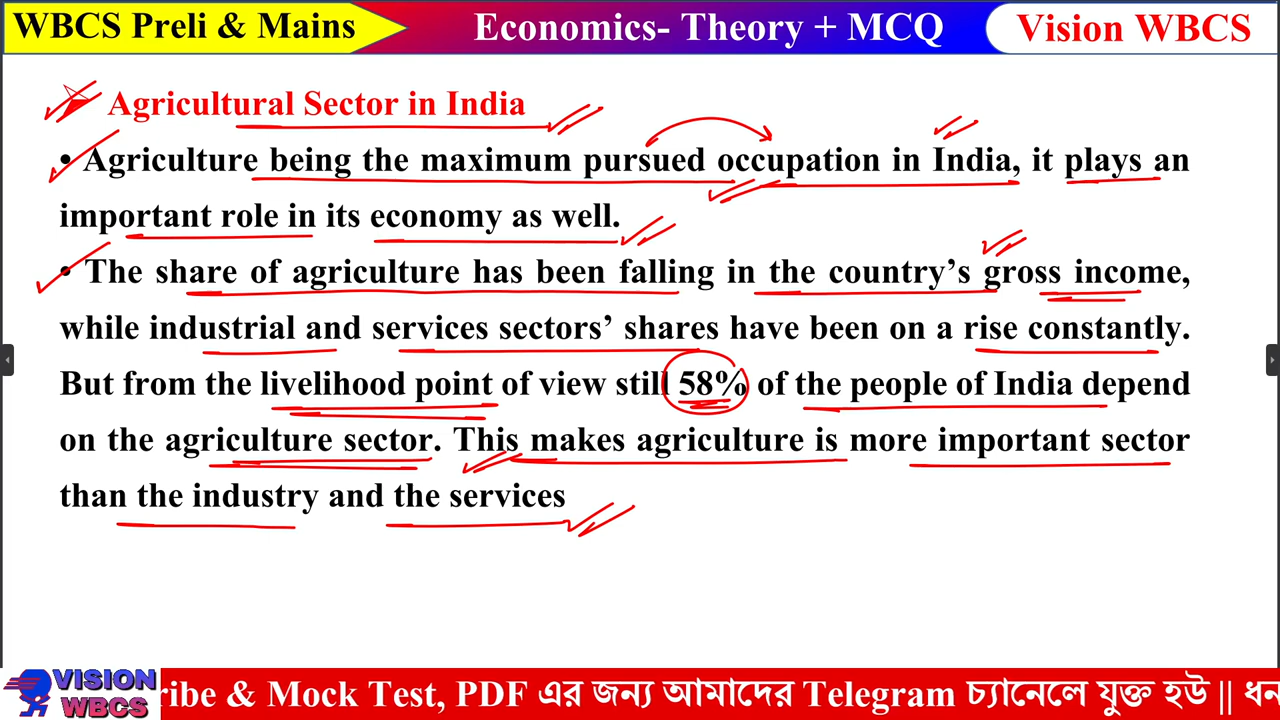 WBCS Preli & Mains
Economics- Theory + MCQ
Vision WBCS
Agricultural Sector in India
• Agriculture being the maximum pursued occupation in India, it plays an
important role in its economy as well.
• The share of agriculture has been falling in the country’s gross income,
while industrial and services sectors’ shares have been on a rise constantly.
But from the livelihood point of view still 58% of the people of India depend
on the agriculture sector. This makes agriculture is more important sector
than the industry and the services
VISION
WBCS
ribe & Mock Test, PDF এর জন্য আমাদের Telegram চ্যানেলে যুক্ত হউ || ধন